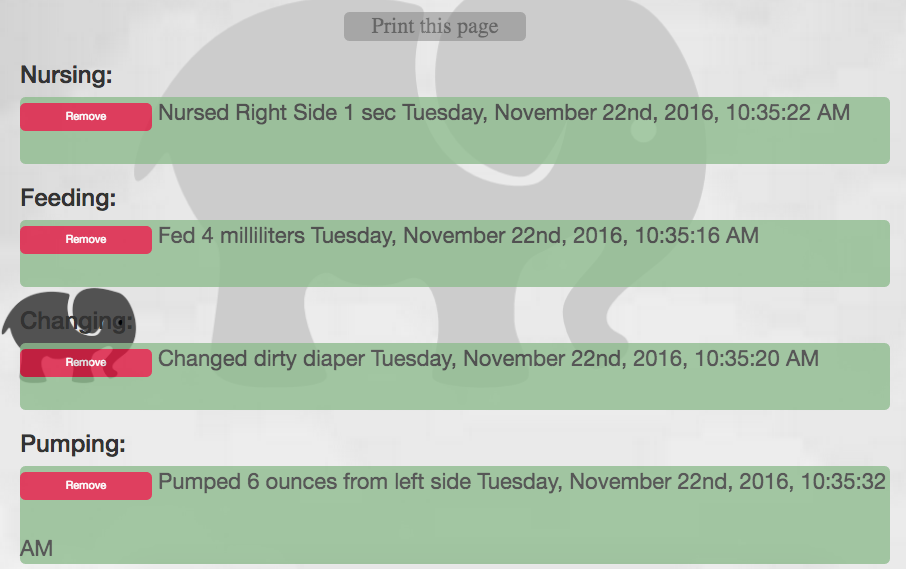 Print this page
Nursing:
Remove Nursed Right Side 1 sec Tuesday, November 22nd, 2016, 10:35:22 AM
Feeding:
Remove Fed 4 milliliters Tuesday, November 22nd, 2016, 10:35:16 AM
Changing:
Remove Changed dirty diaper Tuesday, November 22nd, 2016, 10:35:20 AM
Pumping:
Remove Pumped 6 ounces from left side Tuesday, November 22nd, 2016, 10:35:32
AM